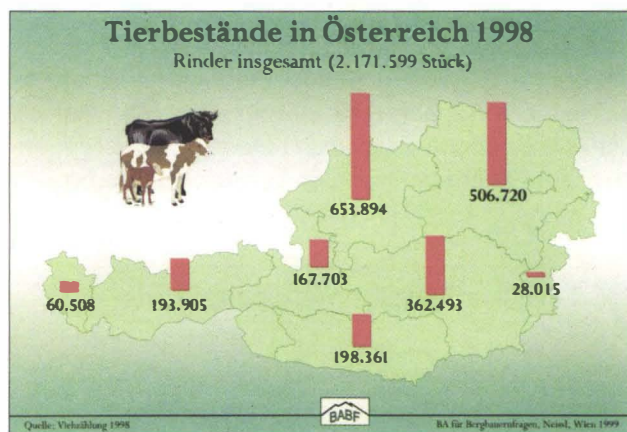 Tierbestände in Österreich 1998
Rinder insgesamt (2.171.599 Stück)
653.894
506.720
167.703
362.493
28.015
60.508
193.905
198.361
BABF
Quelle: Viehzählung 1998
BA für Bergbauernfragen, Neissl, Wien 1999